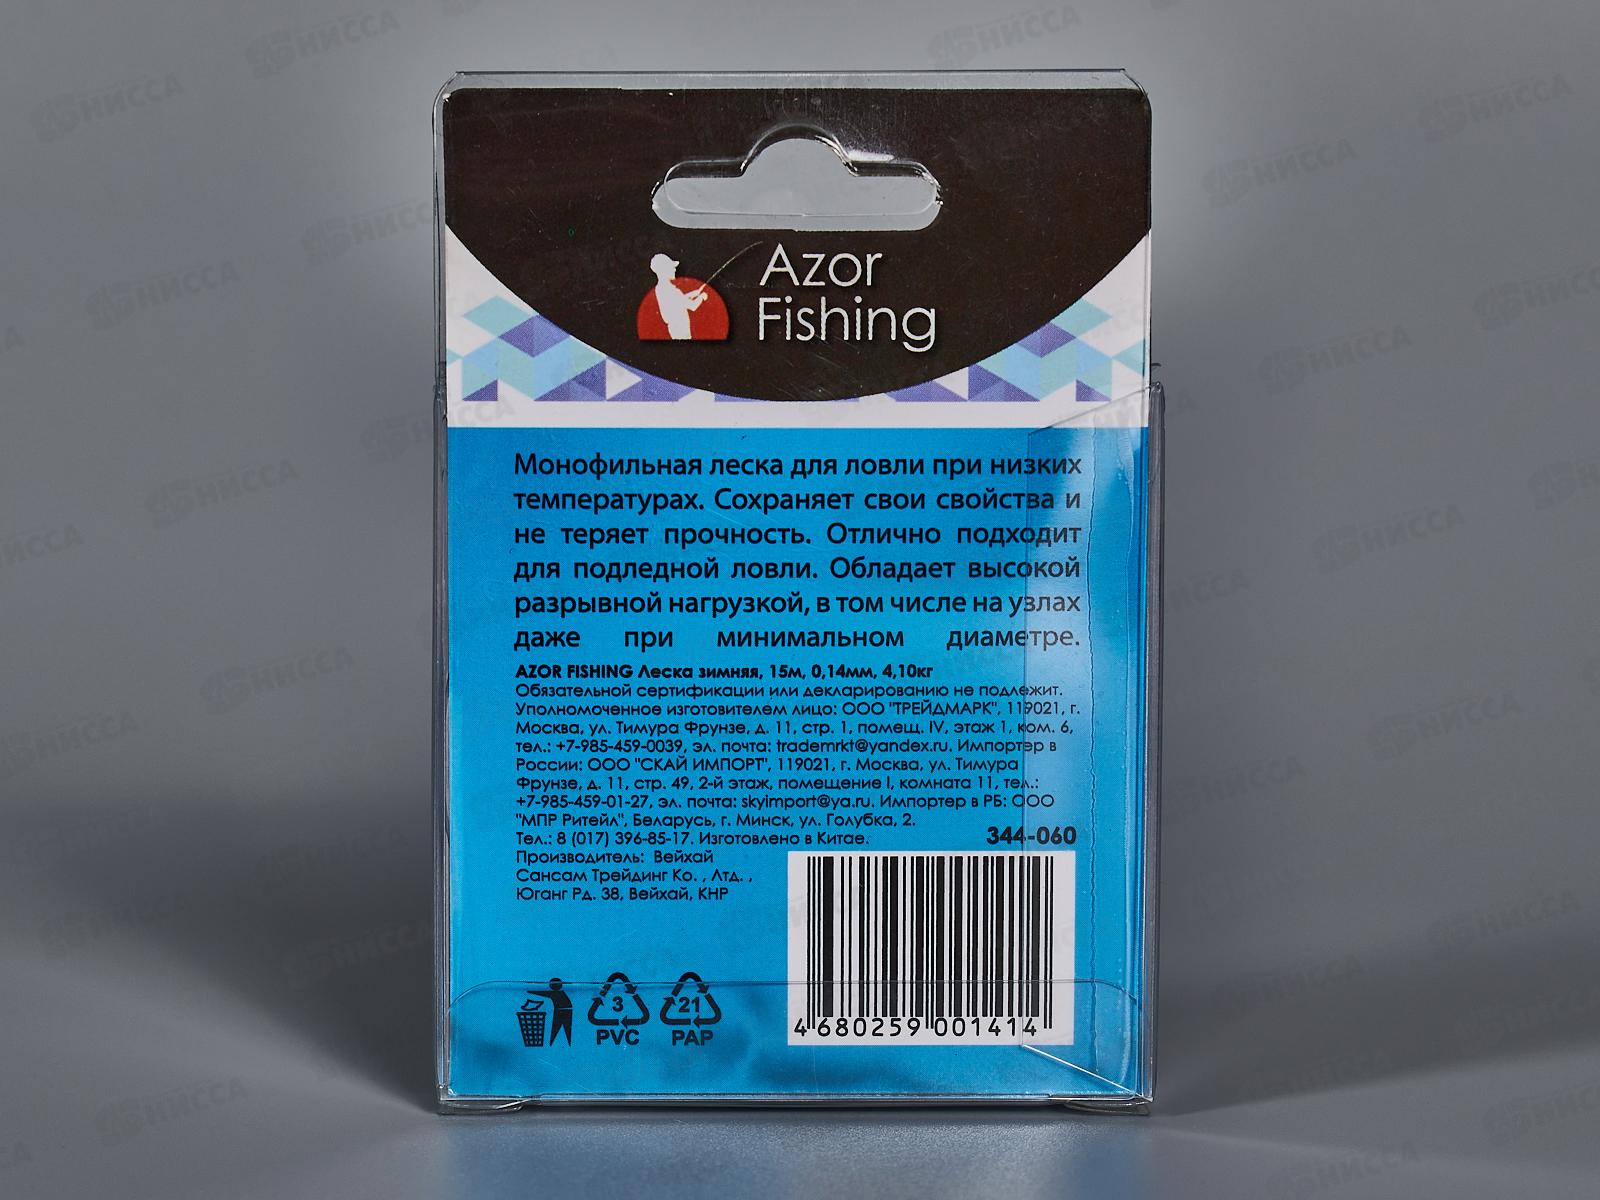 Azor
Fishing
Монофильная леска для ловли при низких
температурах. Сохраняет свои свойства и
не теряет прочность. Отлично подходит
для подледной ловли. Обладает высокой
разрывной нагрузкой, в том числе на узлах
даже при минимальном диаметре.
AZOR FISHING Леска зимняя, 15м, 0,14мм, 4,10кг
Обязательной сертификации или декларированию не подлежит.
Уполномоченное изготовителем лицо: ООО "ТРЕЙДМАРК", 119021, г.
Москва, ул. Тимура Фрунзе, д. 11, стр. 1, помещ. IV, этаж 1, ком. 6,
тел.: +7-985-459-0039, эл. почта: trademrkt@yandex.ru. Импортер в
России: ООО "СКАЙ ИМПОРТ", 119021, г. Москва, ул. Тимура
Фрунзе, д. 11, стр. 49, 2-й этаж, помещение I, комната 11, тел.:
+7-985-459-01-27, эл. почта: skyimport@ya.ru. Импортер в РБ: ООО
"МПР Ритейл", Беларусь, г. Минск, ул. Голубка, 2.
Тел.: 8 (017) 396-85-17. Изготовлено в Китае.
344-060
Производитель: Вейхай
Сансам Трейдинг Ко. , Лтд. ,
Юганг Рд. 38, Вейхай, КНР
3
PVC
21
PAP
4 680259 001414
НИССА